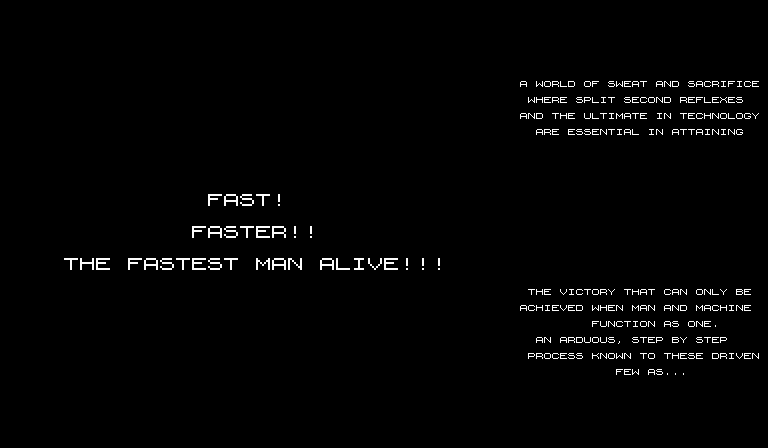 FAST!
FASTER!!
THE FASTEST MAN ALIVE!!!
A WORLD OF SWEAT AND SACRIFICE
WHERE SPLIT SECOND REFLEXES
AND THE ULTIMATE IN TECHNOLOGY
ARE ESSENTIAL IN ATTAINING
THE VICTORY THAT CAN ONLY BE
ACHIEVED WHEN MAN AND MACHINE
FUNCTION AS ONE.
AN ARDUOUS, STEP BY STEP
PROCESS KNOWN TO THESE DRIVEN
FEW AS...